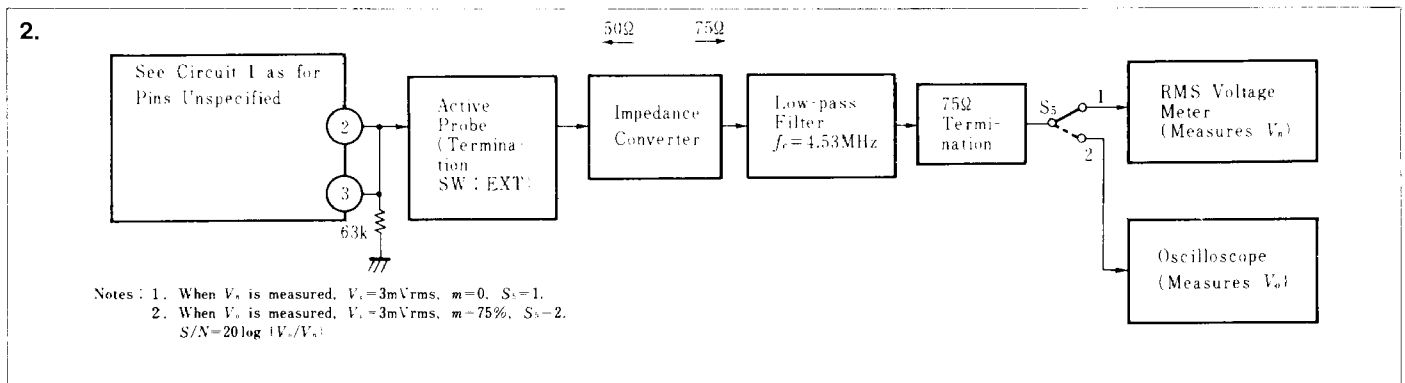 2.
50Ω 75Ω
See Circuit 1 as for
Pins Unspecified
2
3
63k
Active
Probe
(Termina-
tion
SW : EXT)
Impedance
Converter
Low-pass
Filter
fc=4.53MHz
75Ω
Termi-
nation
S5
1
2
RMS Voltage
Meter
(Measures Vn)
Oscilloscope
(Measures Vo)
Notes : 1. When Vn is measured, Vi=3mVrms, m=0, S5=1.
2. When Vo is measured, Vi=3mVrms, m=75%, S5=2.
S/N=20log (Vo/Vn)